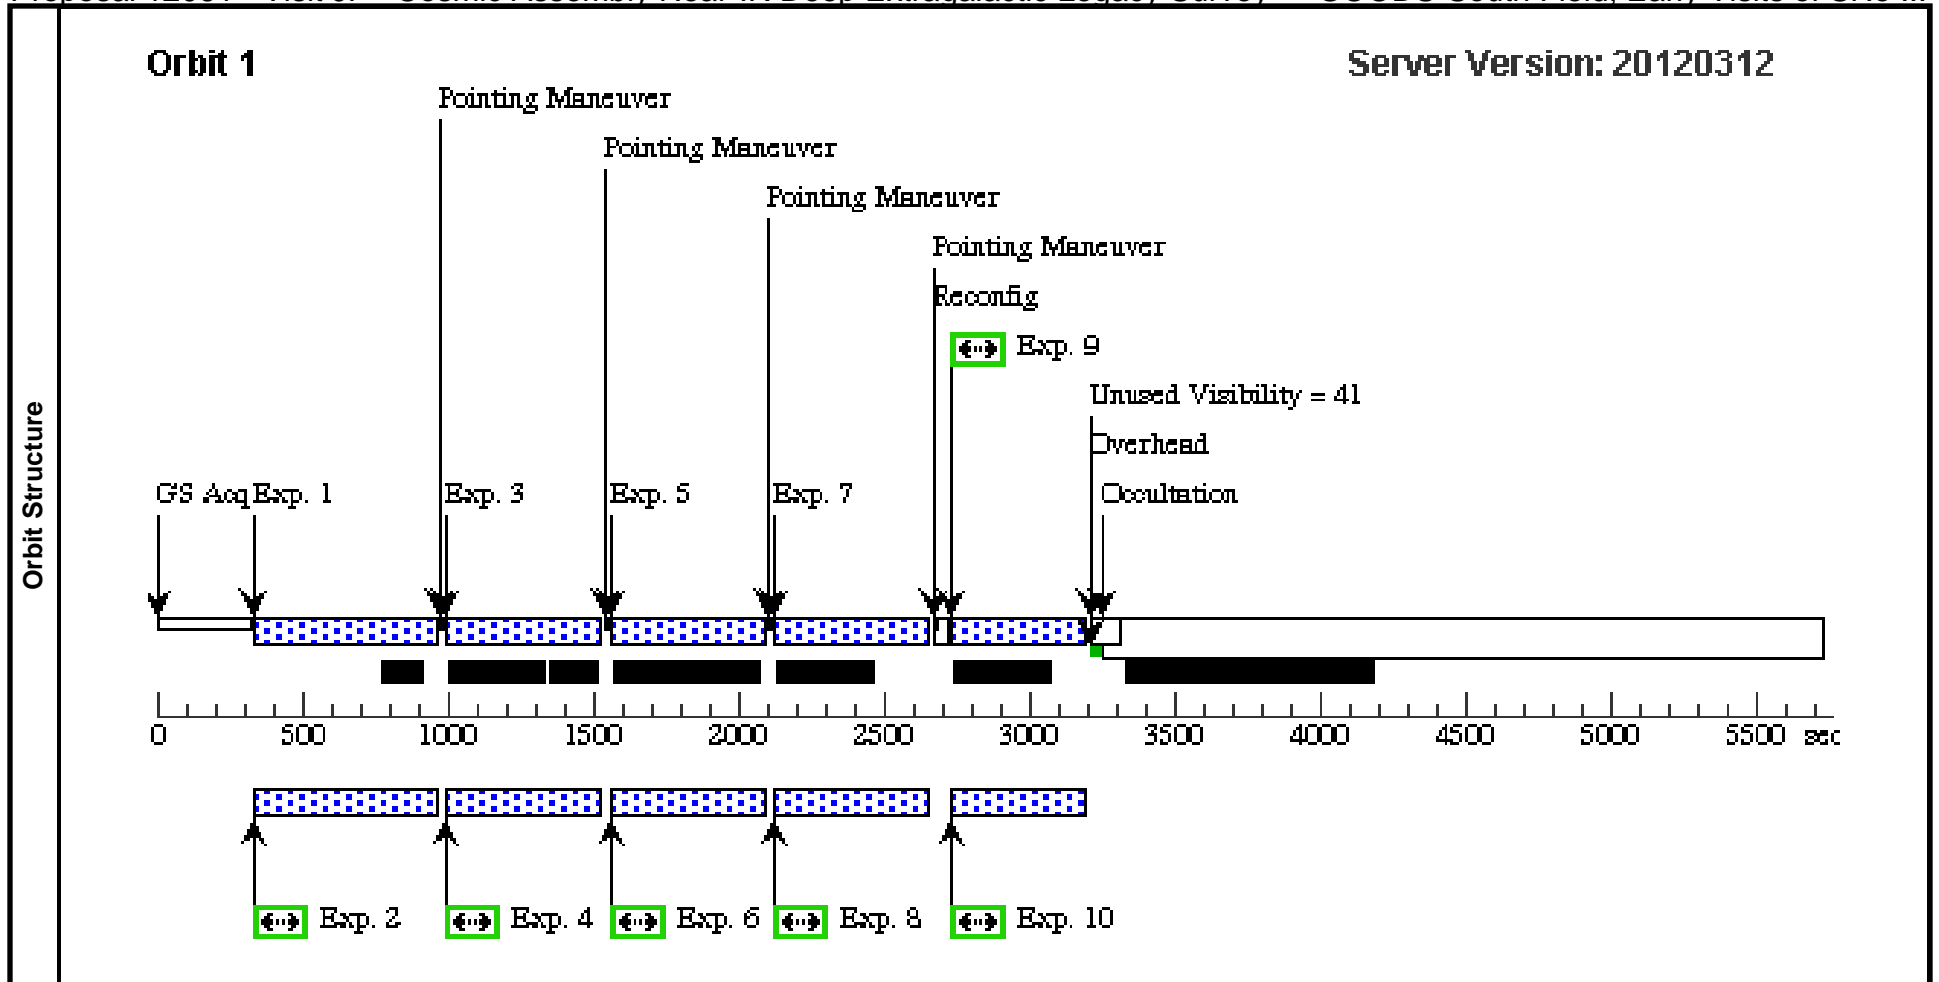 Orbit 1
Server Version: 20120312
Pointing Maneuver
Pointing Maneuver
Pointing Maneuver
Pointing Maneuver
Reconfig
Exp. 9
Unused Visibility = 41
Overhead
GS Acq Exp. 1 Exp. 3 Exp. 5 Exp. 7 Occultation
Orbit Structure
0 500 1000 1500 2000 2500 3000 3500 4000 4500 5000 5500 sec
Exp. 2 Exp. 4 Exp. 6 Exp. 8 Exp. 10